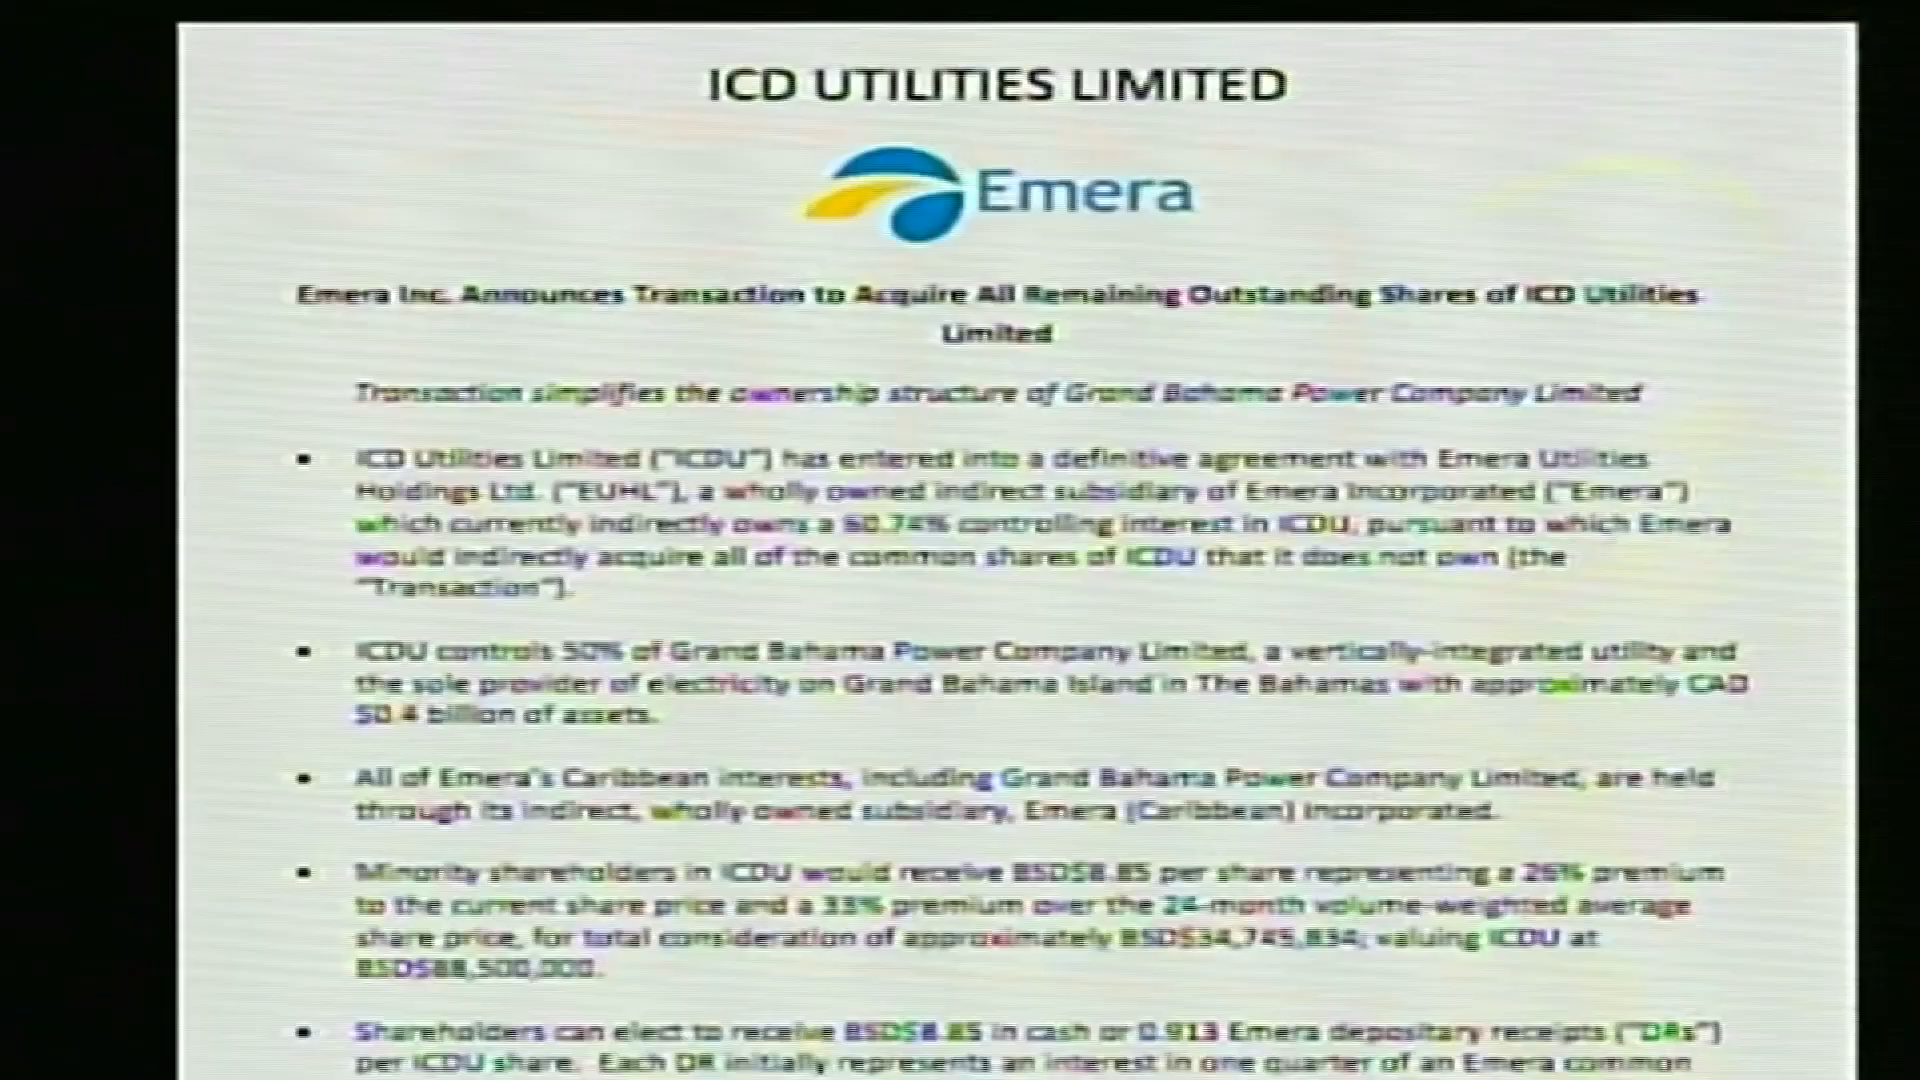 ICD UTILITIES LIMITED
Emera
Emera Inc. Announces Transaction to Acquire All Remaining Outstanding Shares of ICD Utilities
Limited
Transaction simplifies the ownership structure of Grand Bahama Power Company Limited
• ICD Utilities Limited ("ICDU") has entered into a definitive agreement with Emera Utilities
Holdings Ltd. ("EUHL"), a wholly owned indirect subsidiary of Emera Incorporated ("Emera")
which currently indirectly owns a 60.74% controlling interest in ICDU, pursuant to which Emera
would indirectly acquire all of the common shares of ICDU that it does not own (the
"Transaction").
• ICDU controls 50% of Grand Bahama Power Company Limited, a vertically-integrated utility and
the sole provider of electricity on Grand Bahama Island in The Bahamas with approximately CAD
$0.4 billion of assets.
• All of Emera's Caribbean interests, including Grand Bahama Power Company Limited, are held
through its indirect, wholly owned subsidiary, Emera (Caribbean) Incorporated.
• Minority shareholders in ICDU would receive BSD$8.85 per share representing a 26% premium
to the current share price and a 33% premium over the 24-month volume-weighted average
share price, for total consideration of approximately BSD$34,745,834; valuing ICDU at
BSD$88,500,000.
• Shareholders can elect to receive BSD$8.85 in cash or 0.913 Emera depositary receipts ("DRs")
per ICDU share. Each DR initially represents an interest in one quarter of an Emera common